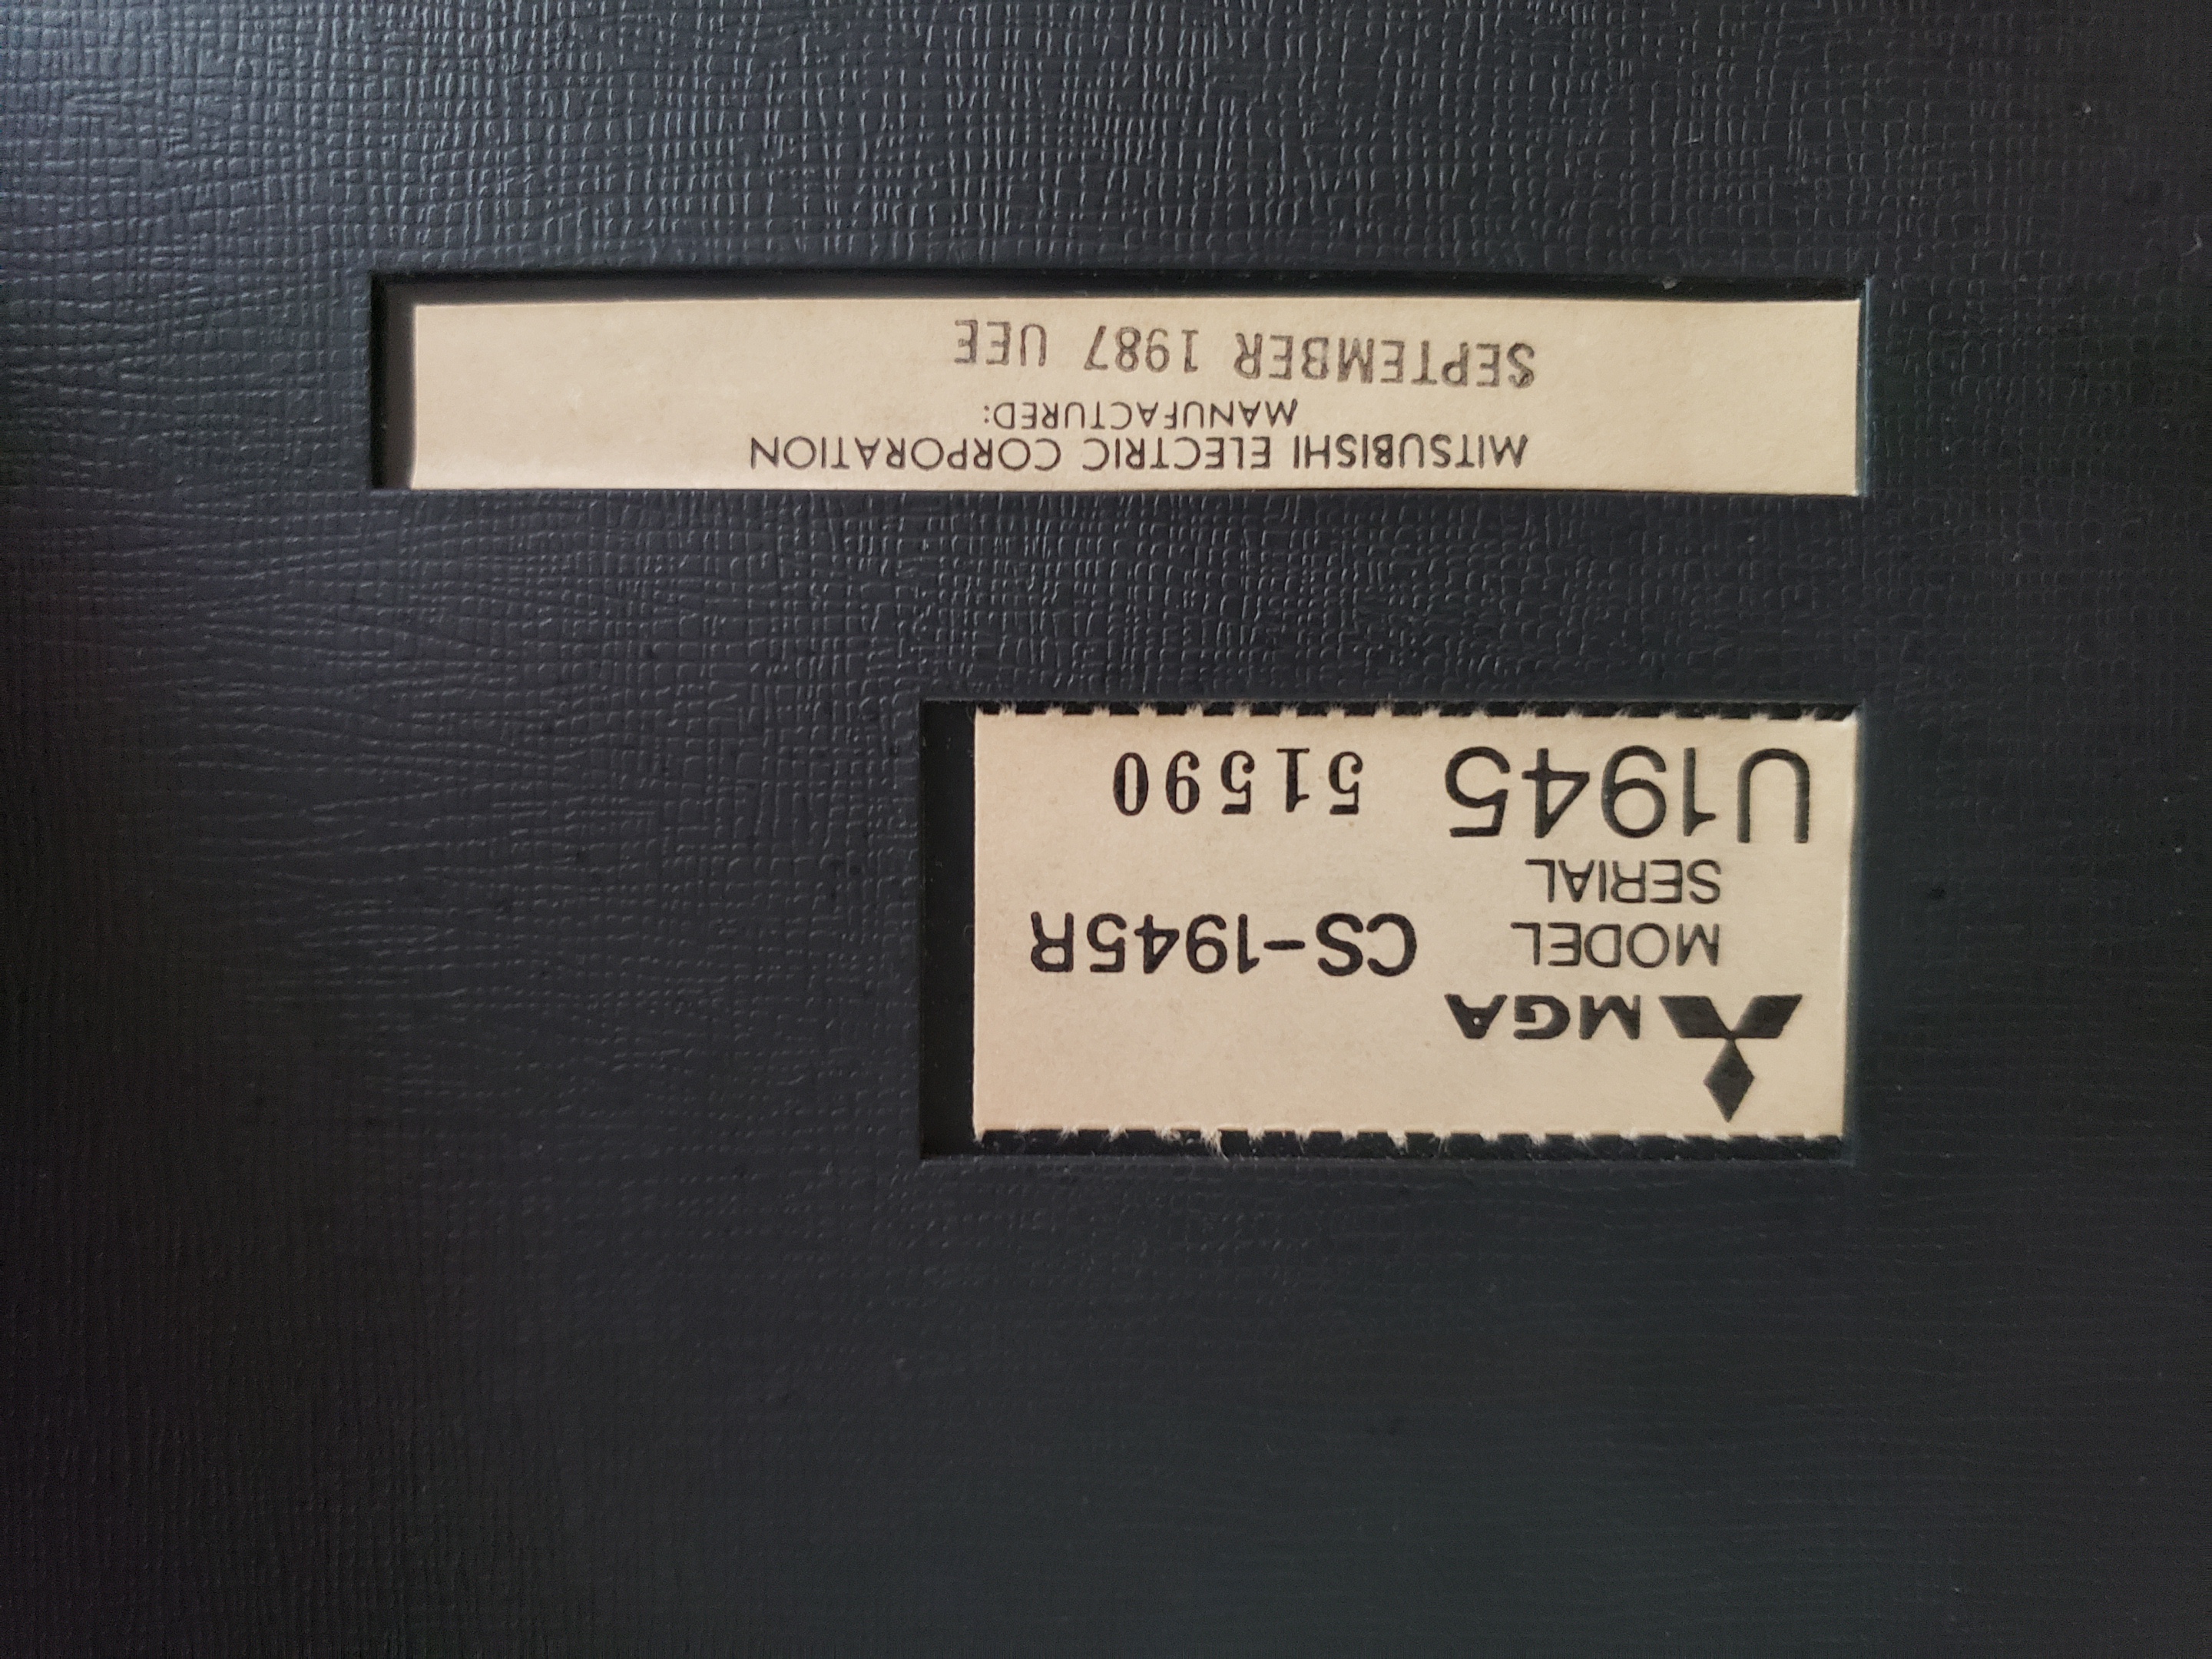 MGA
MODEL CS-1945R
SERIAL
U1945 51590
MITSUBISHI ELECTRIC CORPORATION
MANUFACTURED:
SEPTEMBER 1987 UEE